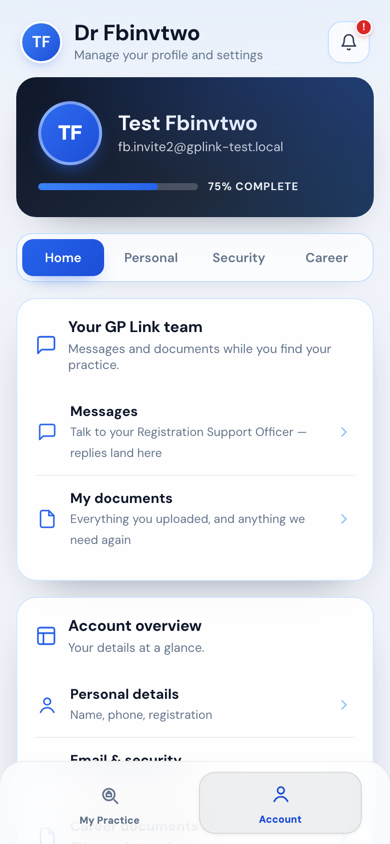 TF
Dr Fbinvtwo
Manage your profile and settings
!
TF
Test Fbinvtwo
fb.invite2@gplink-test.local
75% COMPLETE
Home
Personal
Security
Career
Your GP Link team
Messages and documents while you find your
practice.
Messages
Talk to your Registration Support Officer —
replies land here
My documents
Everything you uploaded, and anything we
need again
Account overview
Your details at a glance.
Personal details
Name, phone, registration
Email & security
My Practice
Account
Career documents